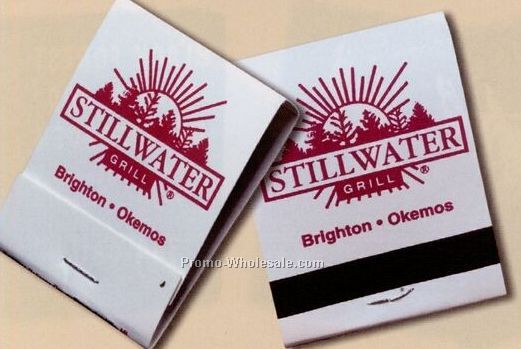 STILLWATER
GRILL®
Brighton • Okemos
STILLWATER
GRILL®
Brighton • Okemos
Promo-Wholesale.com